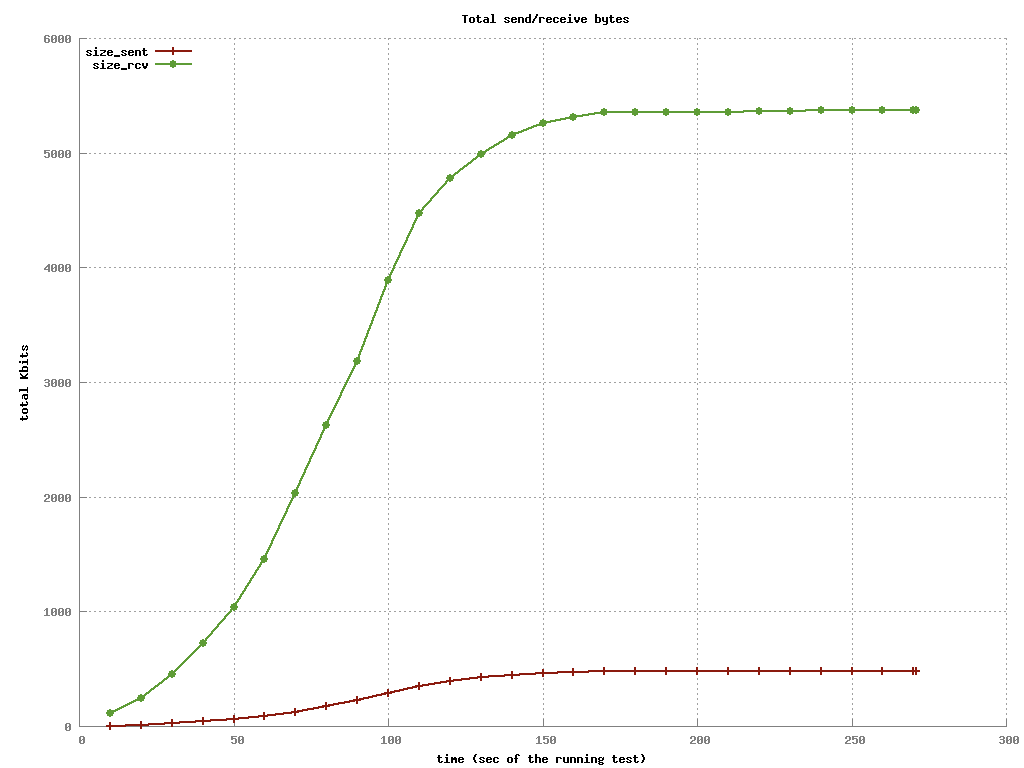 Total send/receive bytes
6000
size_sent
size_rcv
5000
4000
total Kbits
3000
2000
1000
0
0 50 100 150 200 250 300
time (sec of the running test)